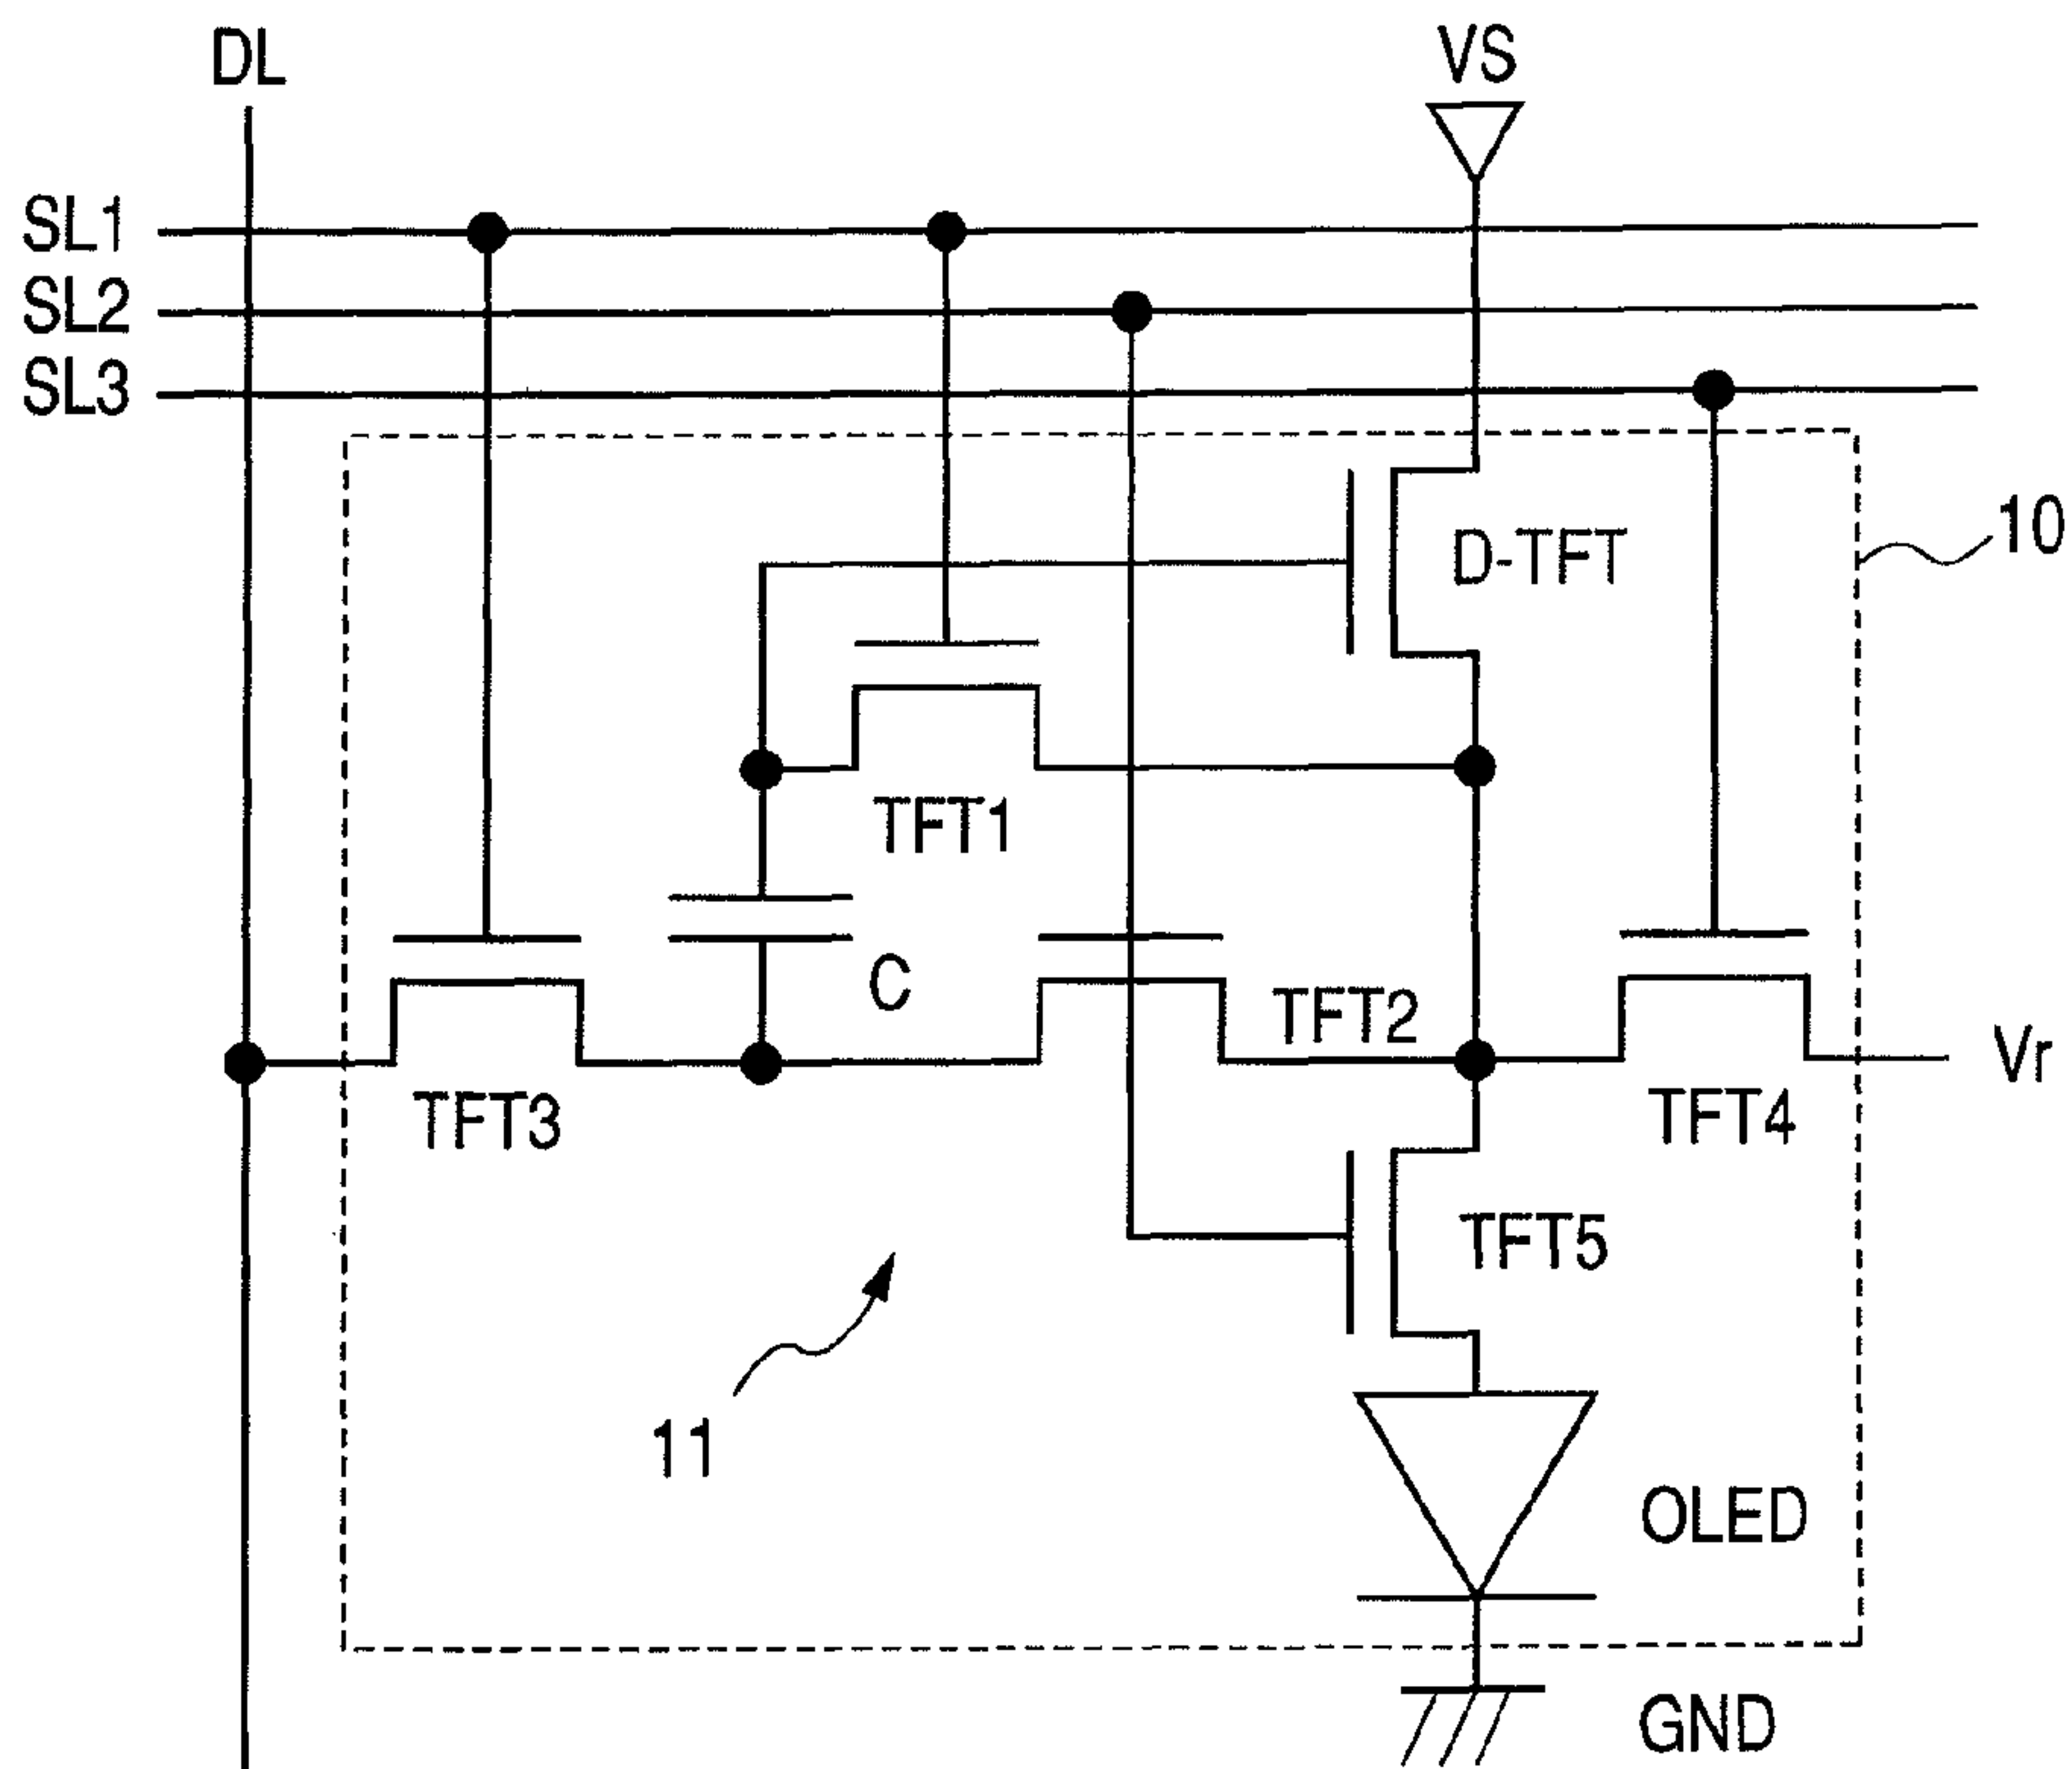 DL
VS
SL1
SL2
SL3
10
D-TFT
TFT1
C
TFT2
Vr
TFT3
TFT4
TFT5
11
OLED
GND